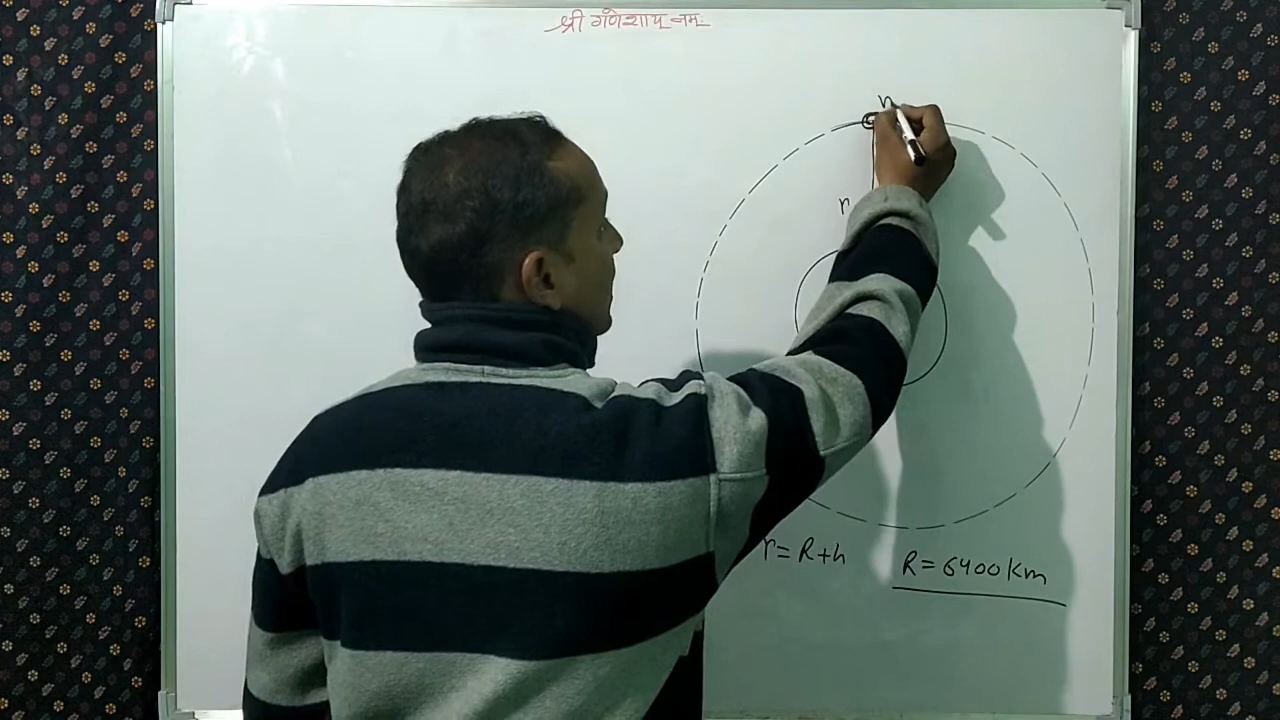 श्री गणेशाय नमः
r
r = R+h
R = 6400 Km